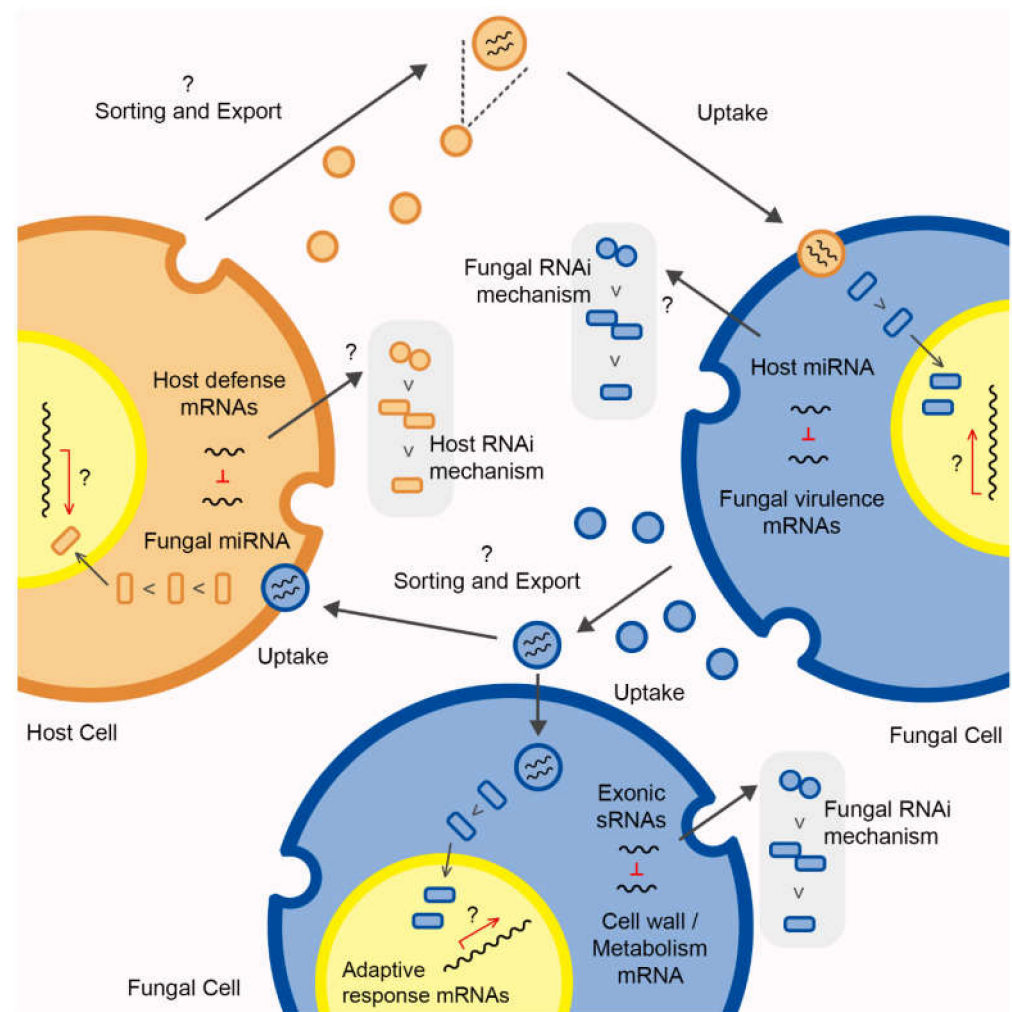 ?
Sorting and Export
Uptake
Fungal RNAi
mechanism
?
Host miRNA
Fungal virulence
mRNAs
?
Host defense
mRNAs
?
Host RNAi
mechanism
?
Fungal miRNA
?
Sorting and Export
Uptake
Uptake
Host Cell
Fungal Cell
Exonic
sRNAs
Fungal RNAi
mechanism
Cell wall /
Metabolism
mRNA
?
Adaptive
response mRNAs
Fungal Cell